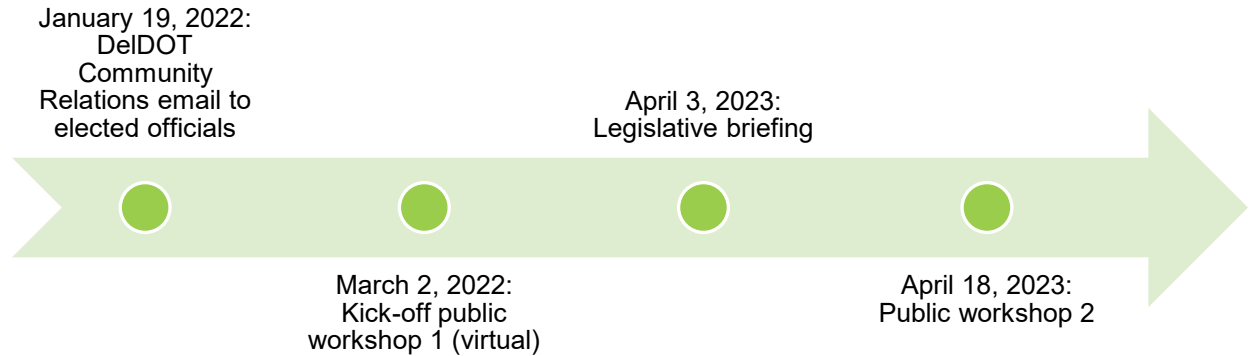 January 19, 2022:
DelDOT
Community
Relations email to
elected officials
March 2, 2022:
Kick-off public
workshop 1 (virtual)
April 3, 2023:
Legislative briefing
April 18, 2023:
Public workshop 2